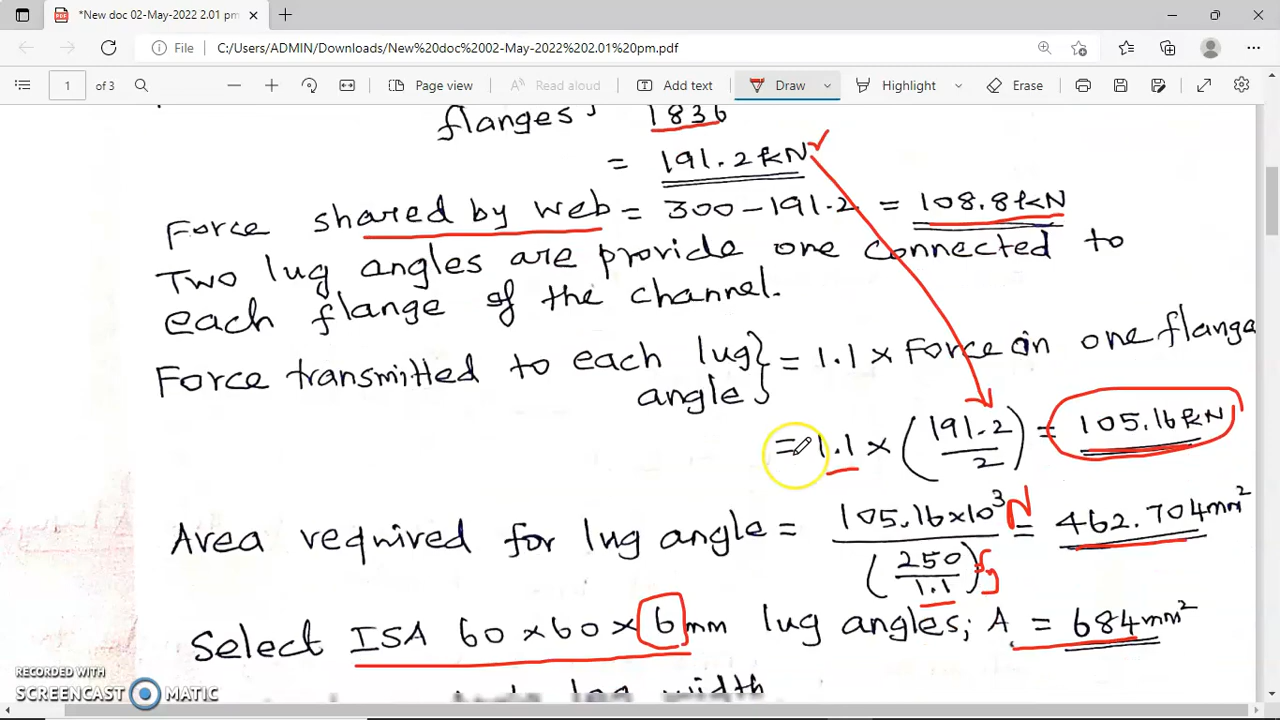 *New doc 02-May-2022 2.01 pm.p
File C:/Users/ADMIN/Downloads/New%20doc%2002-May-2022%202.01%20pm.pdf
1 of 3 Page view Read aloud Add text Draw Highlight Erase
flanges' 1836
= 191.2kN
Force shared by web = 300-191.2 = 108.8kN
Two lug angles are provide one connected to
each flange of the channel.
Force transmitted to each lug } = 1.1 × Force in one flange
angle
= 1.1 × (191.2/2) = 105.16kN
Area required for lug angle = 105.16×10³ N / (250/1.1) fy = 462.704mm²
Select ISA 60×60×6mm lug angles; A = 684mm²
lug width
RECORDED WITH
SCREENCAST MATIC